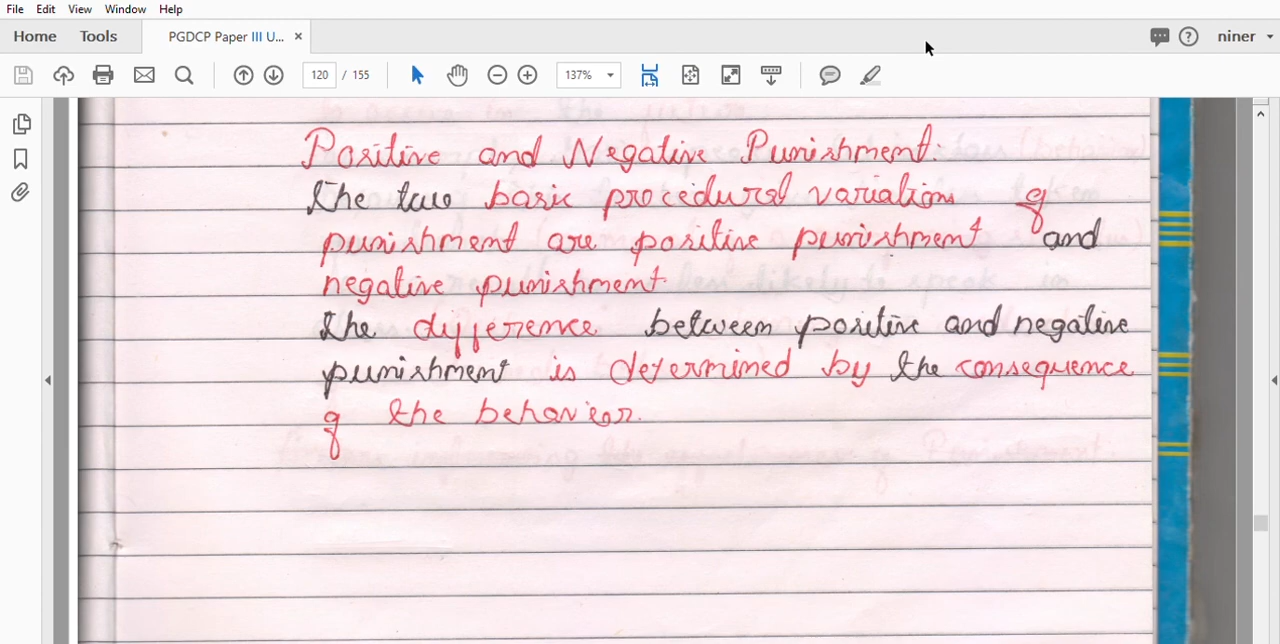 File Edit View Window Help
Home Tools PGDCP Paper III U... × niner
120 / 155 137%
Positive and Negative Punishment:
The two basic procedural variations of
punishment are positive punishment and
negative punishment.
The difference between positive and negative
punishment is determined by the consequence
of the behavior.